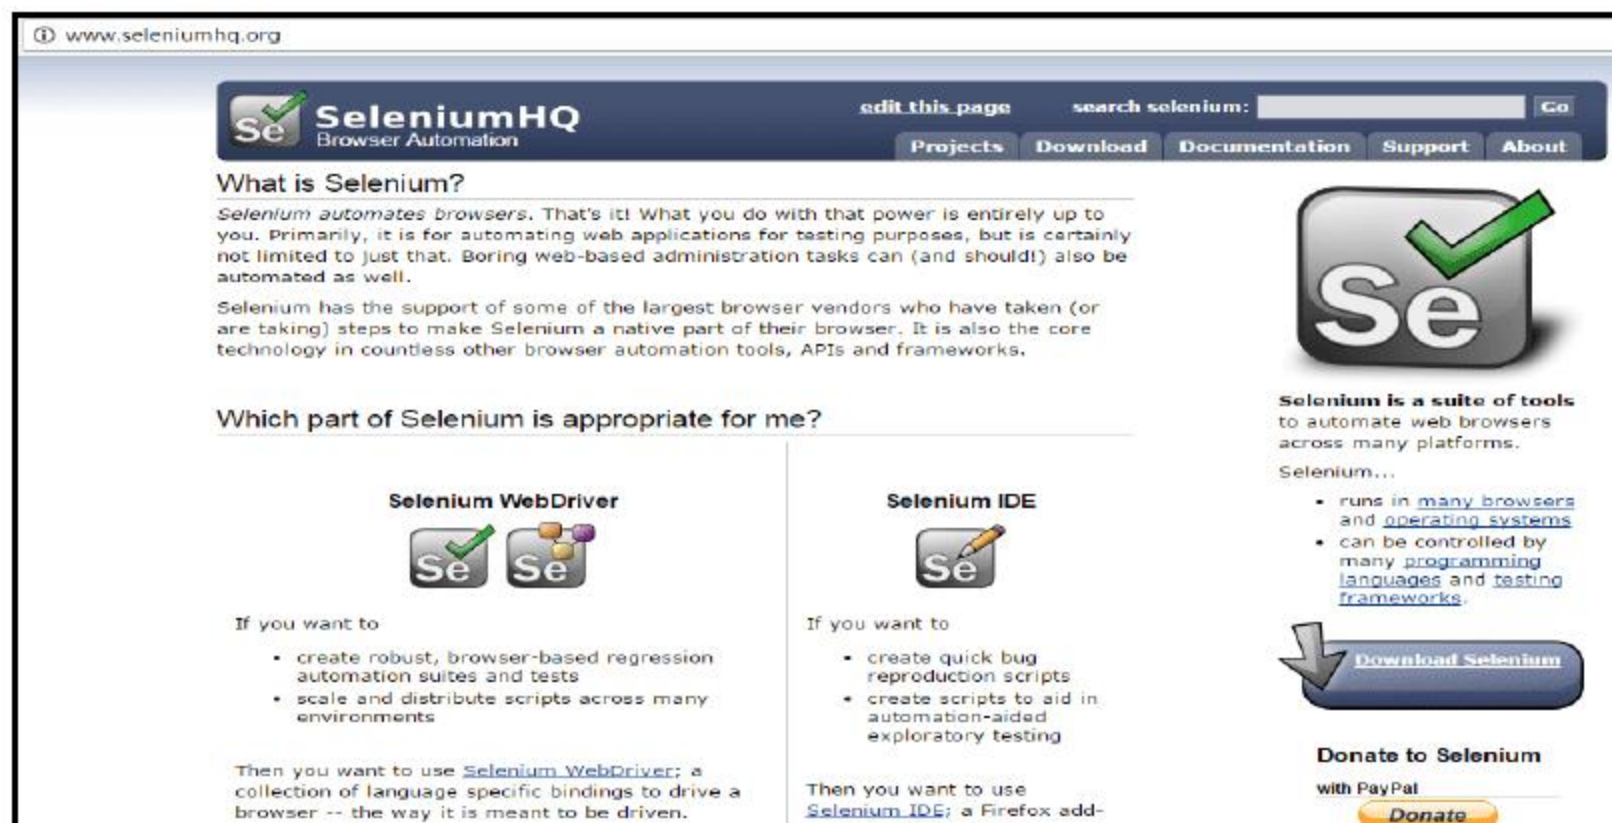 www.seleniumhq.org
Se
SeleniumHQ
Browser Automation
edit this page
search selenium:
Go
Projects
Download
Documentation
Support
About
What is Selenium?
Selenium automates browsers. That's it! What you do with that power is entirely up to
you. Primarily, it is for automating web applications for testing purposes, but is certainly
not limited to just that. Boring web-based administration tasks can (and should!) also be
automated as well.
Selenium has the support of some of the largest browser vendors who have taken (or
are taking) steps to make Selenium a native part of their browser. It is also the core
technology in countless other browser automation tools, APIs and frameworks.
Which part of Selenium is appropriate for me?
Selenium WebDriver
Se
Se
If you want to
• create robust, browser-based regression
automation suites and tests
• scale and distribute scripts across many
environments
Then you want to use Selenium WebDriver; a
collection of language specific bindings to drive a
browser -- the way it is meant to be driven.
Selenium IDE
Se
If you want to
• create quick bug
reproduction scripts
• create scripts to aid in
automation-aided
exploratory testing
Then you want to use
Selenium IDE; a Firefox add-
Se
Selenium is a suite of tools
to automate web browsers
across many platforms.
Selenium...
• runs in many browsers
and operating systems
• can be controlled by
many programming
languages and testing
frameworks.
Download Selenium
Donate to Selenium
with PayPal
Donate